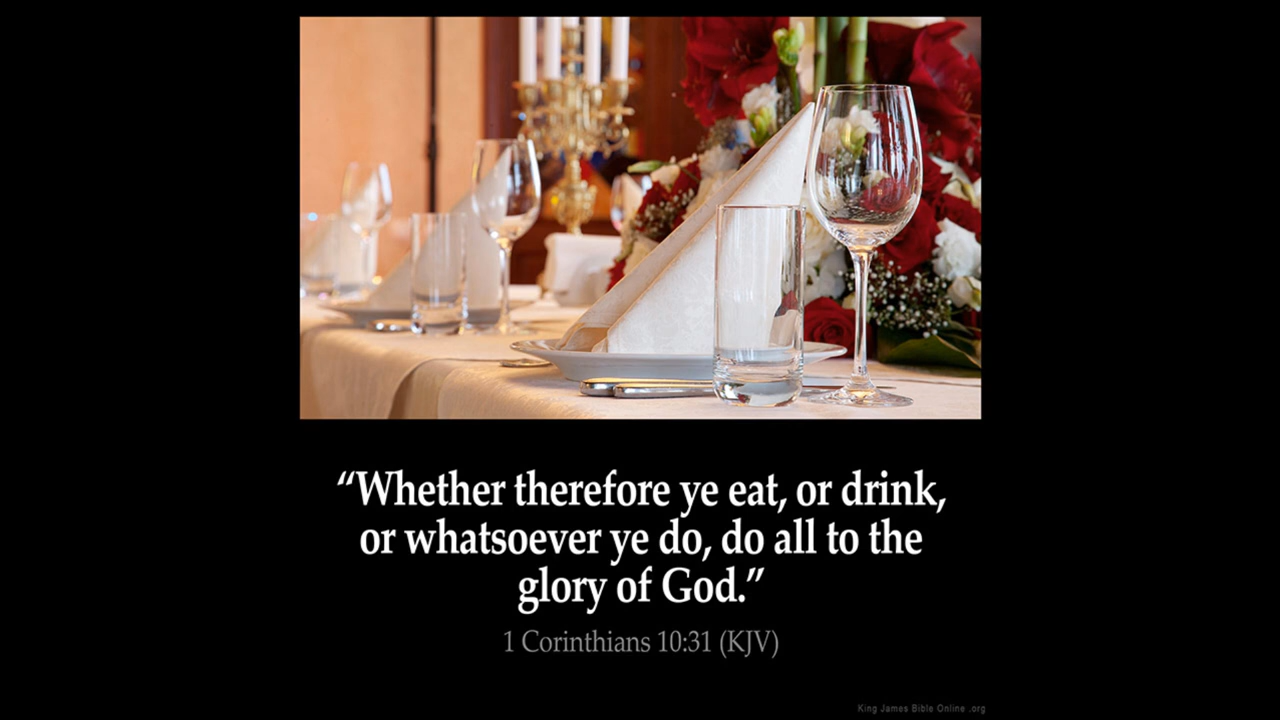 “Whether therefore ye eat, or drink,
or whatsoever ye do, do all to the
glory of God.”
1 Corinthians 10:31 (KJV)
King James Bible Online .org